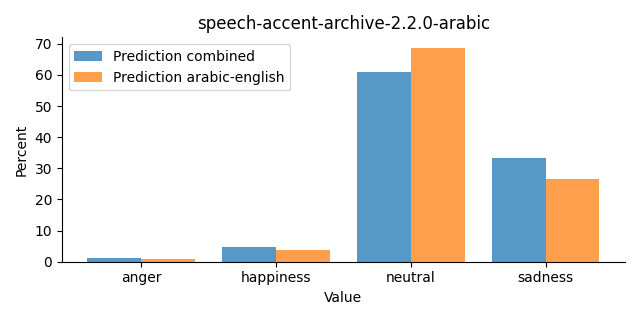 speech-accent-archive-2.2.0-arabic
Prediction combined
Prediction arabic-english
Percent
70
60
50
40
30
20
10
0
anger happiness neutral sadness
Value